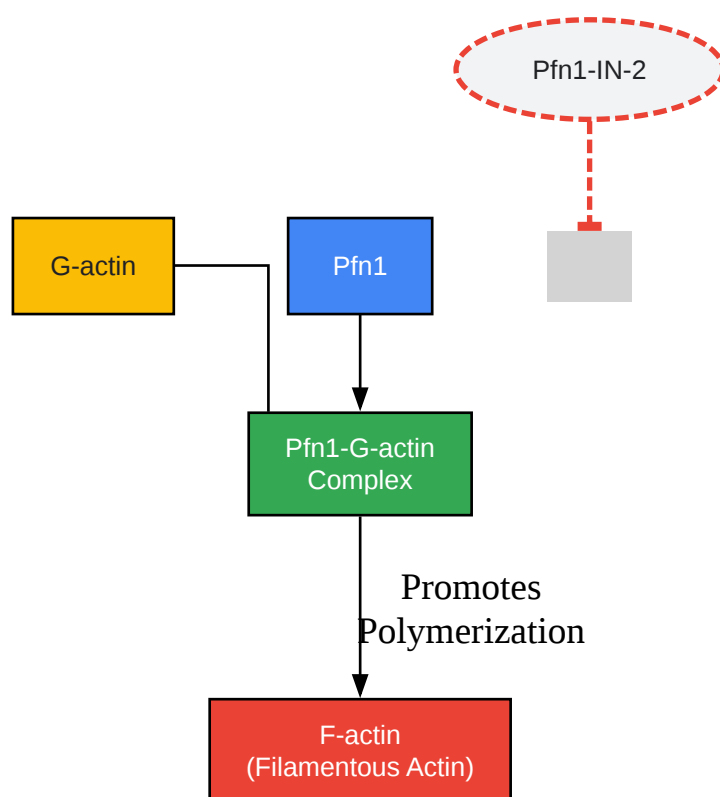 Pfn1-IN-2
G-actin
Pfn1
Pfn1-G-actin
Complex
Promotes
Polymerization
F-actin
(Filamentous Actin)